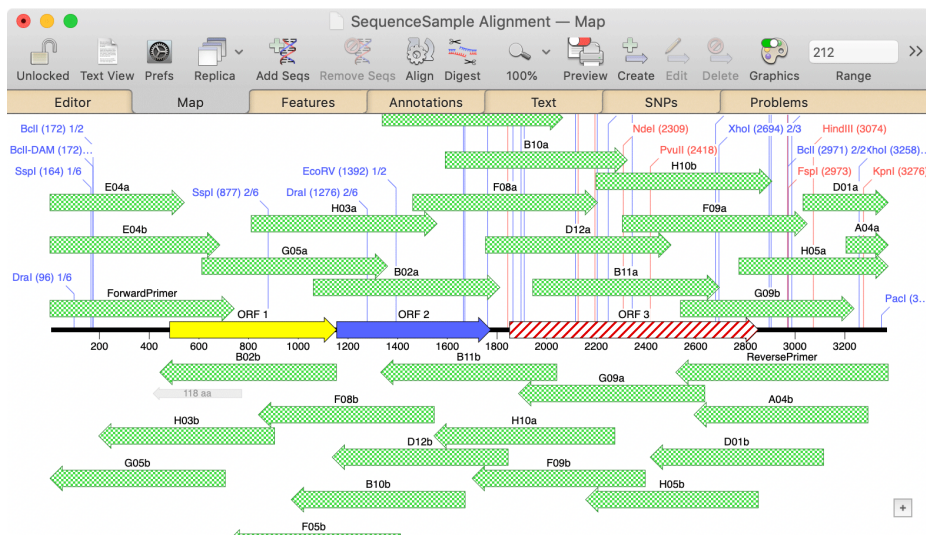 SequenceSample Alignment — Map
Unlocked Text View Prefs Replica Add Seqs Remove Seqs Align Digest 100% Preview Create Edit Delete Graphics 212 Range
Editor Map Features Annotations Text SNPs Problems
BclI (172) 1/2 NdeI (2309) XhoI (2694) 2/3 HindIII (3074)
BclI-DAM (172)... B10a PvuII (2418) BclI (2971) 2/2 XhoI (3258)...
SspI (164) 1/6 EcoRV (1392) 1/2 H10b FspI (2973) KpnI (3276)
E04a SspI (877) 2/6 DraI (1276) 2/6 F08a D01a
H03a F09a
E04b D12a A04a
G05a H05a
DraI (96) 1/6 B02a B11a
ForwardPrimer G09b PacI (3...
ORF 1 ORF 2 ORF 3
200 400 600 800 1000 1200 1400 1600 1800 2000 2200 2400 2600 2800 3000 3200
B02b B11b ReversePrimer
118 aa G09a
F08b A04b
H03b H10a
D12b D01b
G05b F09b
B10b H05b
F05b
+